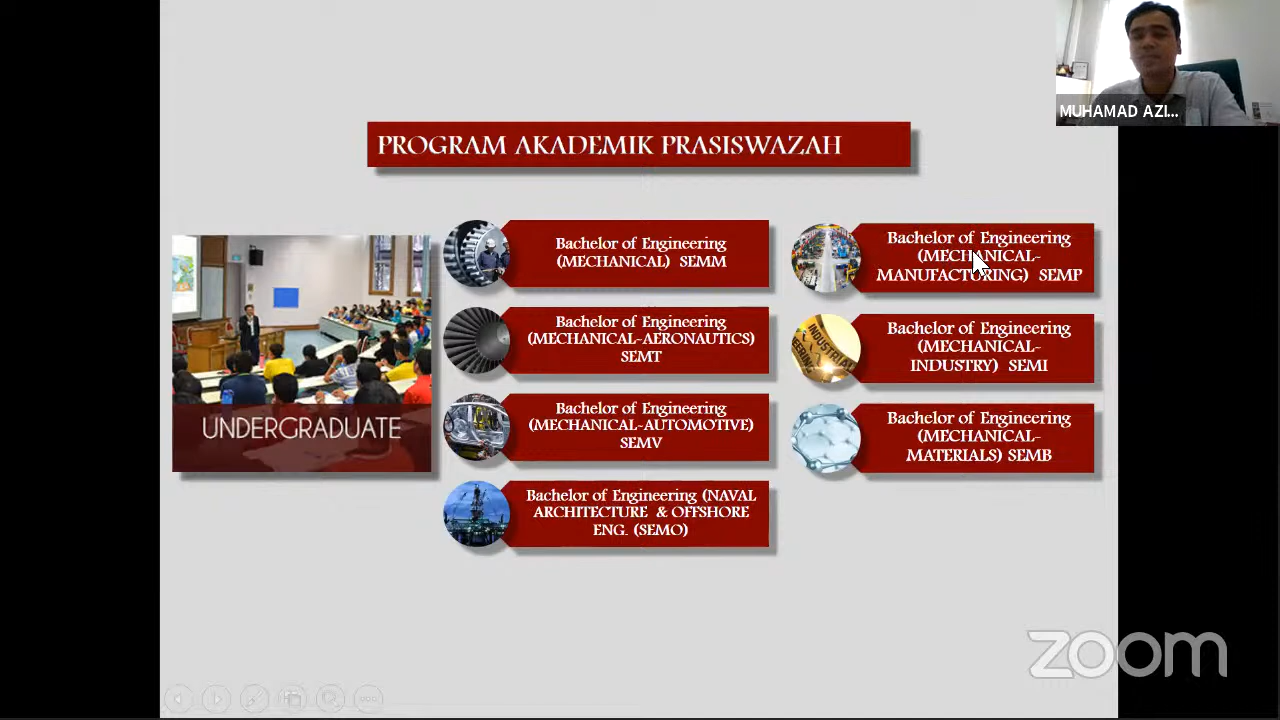 MUHAMAD AZI...
PROGRAM AKADEMIK PRASISWAZAH
UNDERGRADUATE
Bachelor of Engineering
(MECHANICAL) SEMM
Bachelor of Engineering
(MECHANICAL-AERONAUTICS)
SEMT
Bachelor of Engineering
(MECHANICAL-AUTOMOTIVE)
SEMV
Bachelor of Engineering (NAVAL
ARCHITECTURE & OFFSHORE
ENG. (SEMO)
Bachelor of Engineering
(MECHANICAL-
MANUFACTURING) SEMP
Bachelor of Engineering
(MECHANICAL-
INDUSTRY) SEMI
Bachelor of Engineering
(MECHANICAL-
MATERIALS) SEMB
INDUSTRIAL
zoom